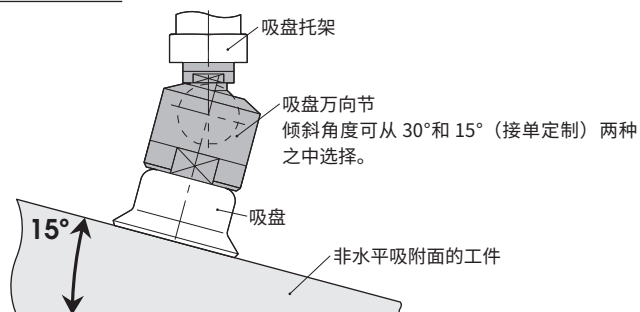 吸盘托架
吸盘万向节
倾斜角度可从 30°和 15°（接单定制）两种
之中选择。
吸盘
15°
非水平吸附面的工件